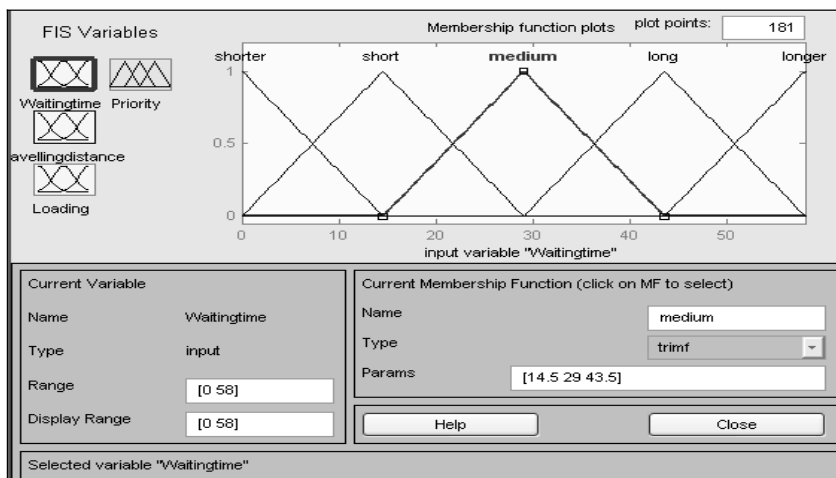 FIS Variables
Membership function plots
plot points:
181
shorter short medium long longer
Waitingtime Priority
avellingdistance
Loading
1
0.5
0
0 10 20 30 40 50
input variable "Waitingtime"
Current Variable
Name Waitingtime
Type input
Range [0 58]
Display Range [0 58]
Current Membership Function (click on MF to select)
Name medium
Type trimf
Params [14.5 29 43.5]
Help Close
Selected variable "Waitingtime"